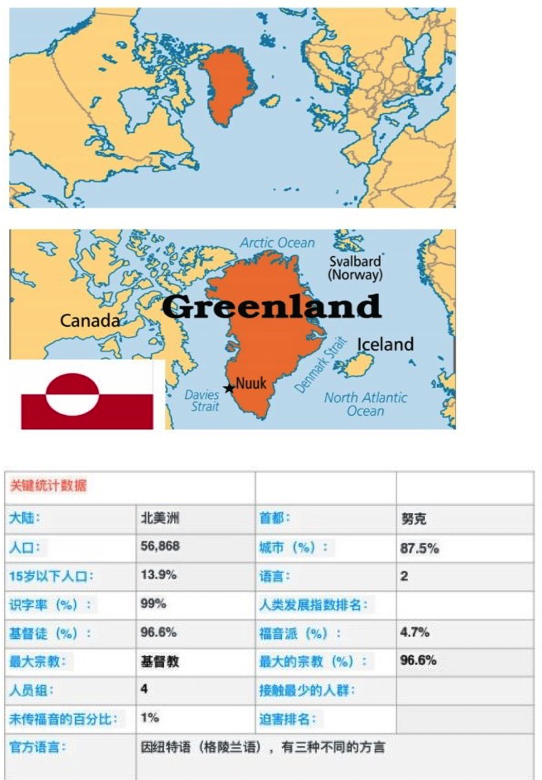 Arctic Ocean
Svalbard
(Norway)
Greenland
Canada
Iceland
Denmark Strait
Nuuk
Davies
Strait
North Atlantic
Ocean
关键统计数据
大陆： 北美洲 首都： 努克
人口： 56,868 城市（%）： 87.5%
15岁以下人口： 13.9% 语言： 2
识字率（%）： 99% 人类发展指数排名：
基督徒（%）： 96.6% 福音派（%）： 4.7%
最大宗教： 基督教 最大的宗教（%）： 96.6%
人员组： 4 接触最少的人群：
未传福音的百分比： 1% 迫害排名：
官方语言： 因纽特语（格陵兰语），有三种不同的方言